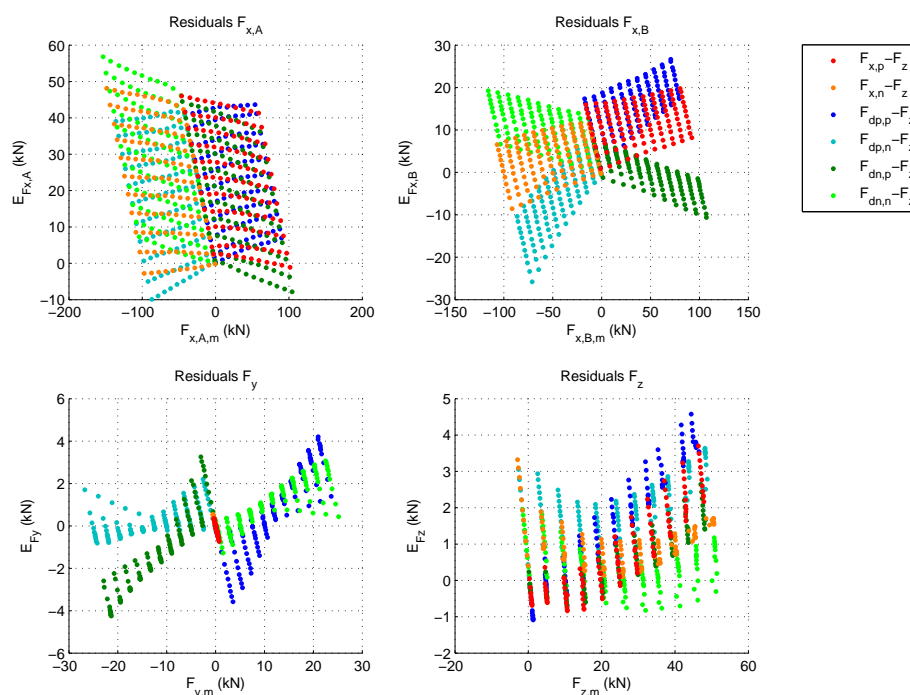 Residuals F_x,A
Residuals F_x,B
60
50
40
30
20
10
0
−10
E_Fx,A (kN)
−200 −100 0 100 200
F_x,A,m (kN)
30
20
10
0
−10
−20
−30
E_Fx,B (kN)
−150 −100 −50 0 50 100 150
F_x,B,m (kN)
F_x,p−F_z
F_x,n−F_z
F_dp,p−F
F_dp,n−F
F_dn,p−F
F_dn,n−F
Residuals F_y
Residuals F_z
6
4
2
0
−2
−4
−6
E_Fy (kN)
−30 −20 −10 0 10 20 30
F_y,m (kN)
5
4
3
2
1
0
−1
−2
E_Fz (kN)
−20 0 20 40 60
F_z,m (kN)